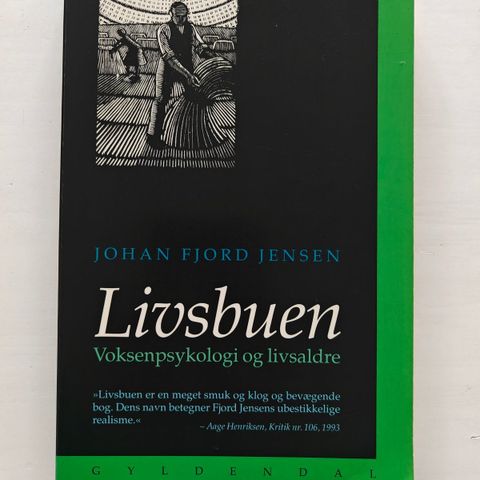 JOHAN FJORD JENSEN
Livsbuen
Voksenpsykologi og livsaldre
»Livsbuen er en meget smuk og klog og bevægende
bog. Dens navn betegner Fjord Jensens ubestikkelige
realisme.«
– Aage Henriksen, Kritik nr. 106, 1993
GYLDENDAL